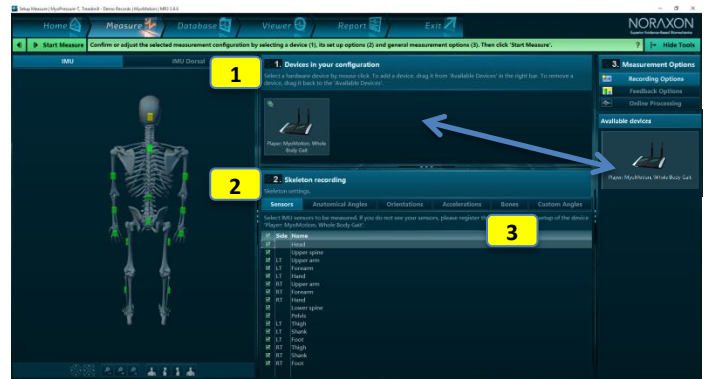 Setup Measure | MyoPressure-T, Treadmill - Demo Records | MyoMotion | MR3 3.8.6
Home
Measure
Database
Viewer
Report
Exit
NORAXON
Superior Evidence-Based Biomechanics
Start Measure
Confirm or adjust the selected measurement configuration by selecting a device (1), its set up options (2) and general measurement options (3). Then click 'Start Measure'.
? Hide Tools
IMU
IMU Dorsal
1
1. Devices in your configuration
Select a hardware device by mouse click. To add a device, drag it from 'Available Devices' in the right bar. To remove a
device, drag it back to the 'Available Devices'.
Player: MyoMotion, Whole
Body Gait
3. Measurement Options
Recording Options
Feedback Options
Online Processing
Available devices
Player: MyoMotion, Whole Body Gait
2
2. Skeleton recording
Skeleton settings.
Sensors
Anatomical Angles
Orientations
Accelerations
Bones
Custom Angles
Select IMU sensors to be measured. If you do not see your sensors, please register the
etup of the device
'Player: MyoMotion, Whole Body Gait'.
3
Side Name
Head
Upper spine
LT Upper arm
LT Forearm
LT Hand
RT Upper arm
RT Forearm
RT Hand
Lower spine
Pelvis
LT Thigh
LT Shank
LT Foot
RT Thigh
RT Shank
RT Foot